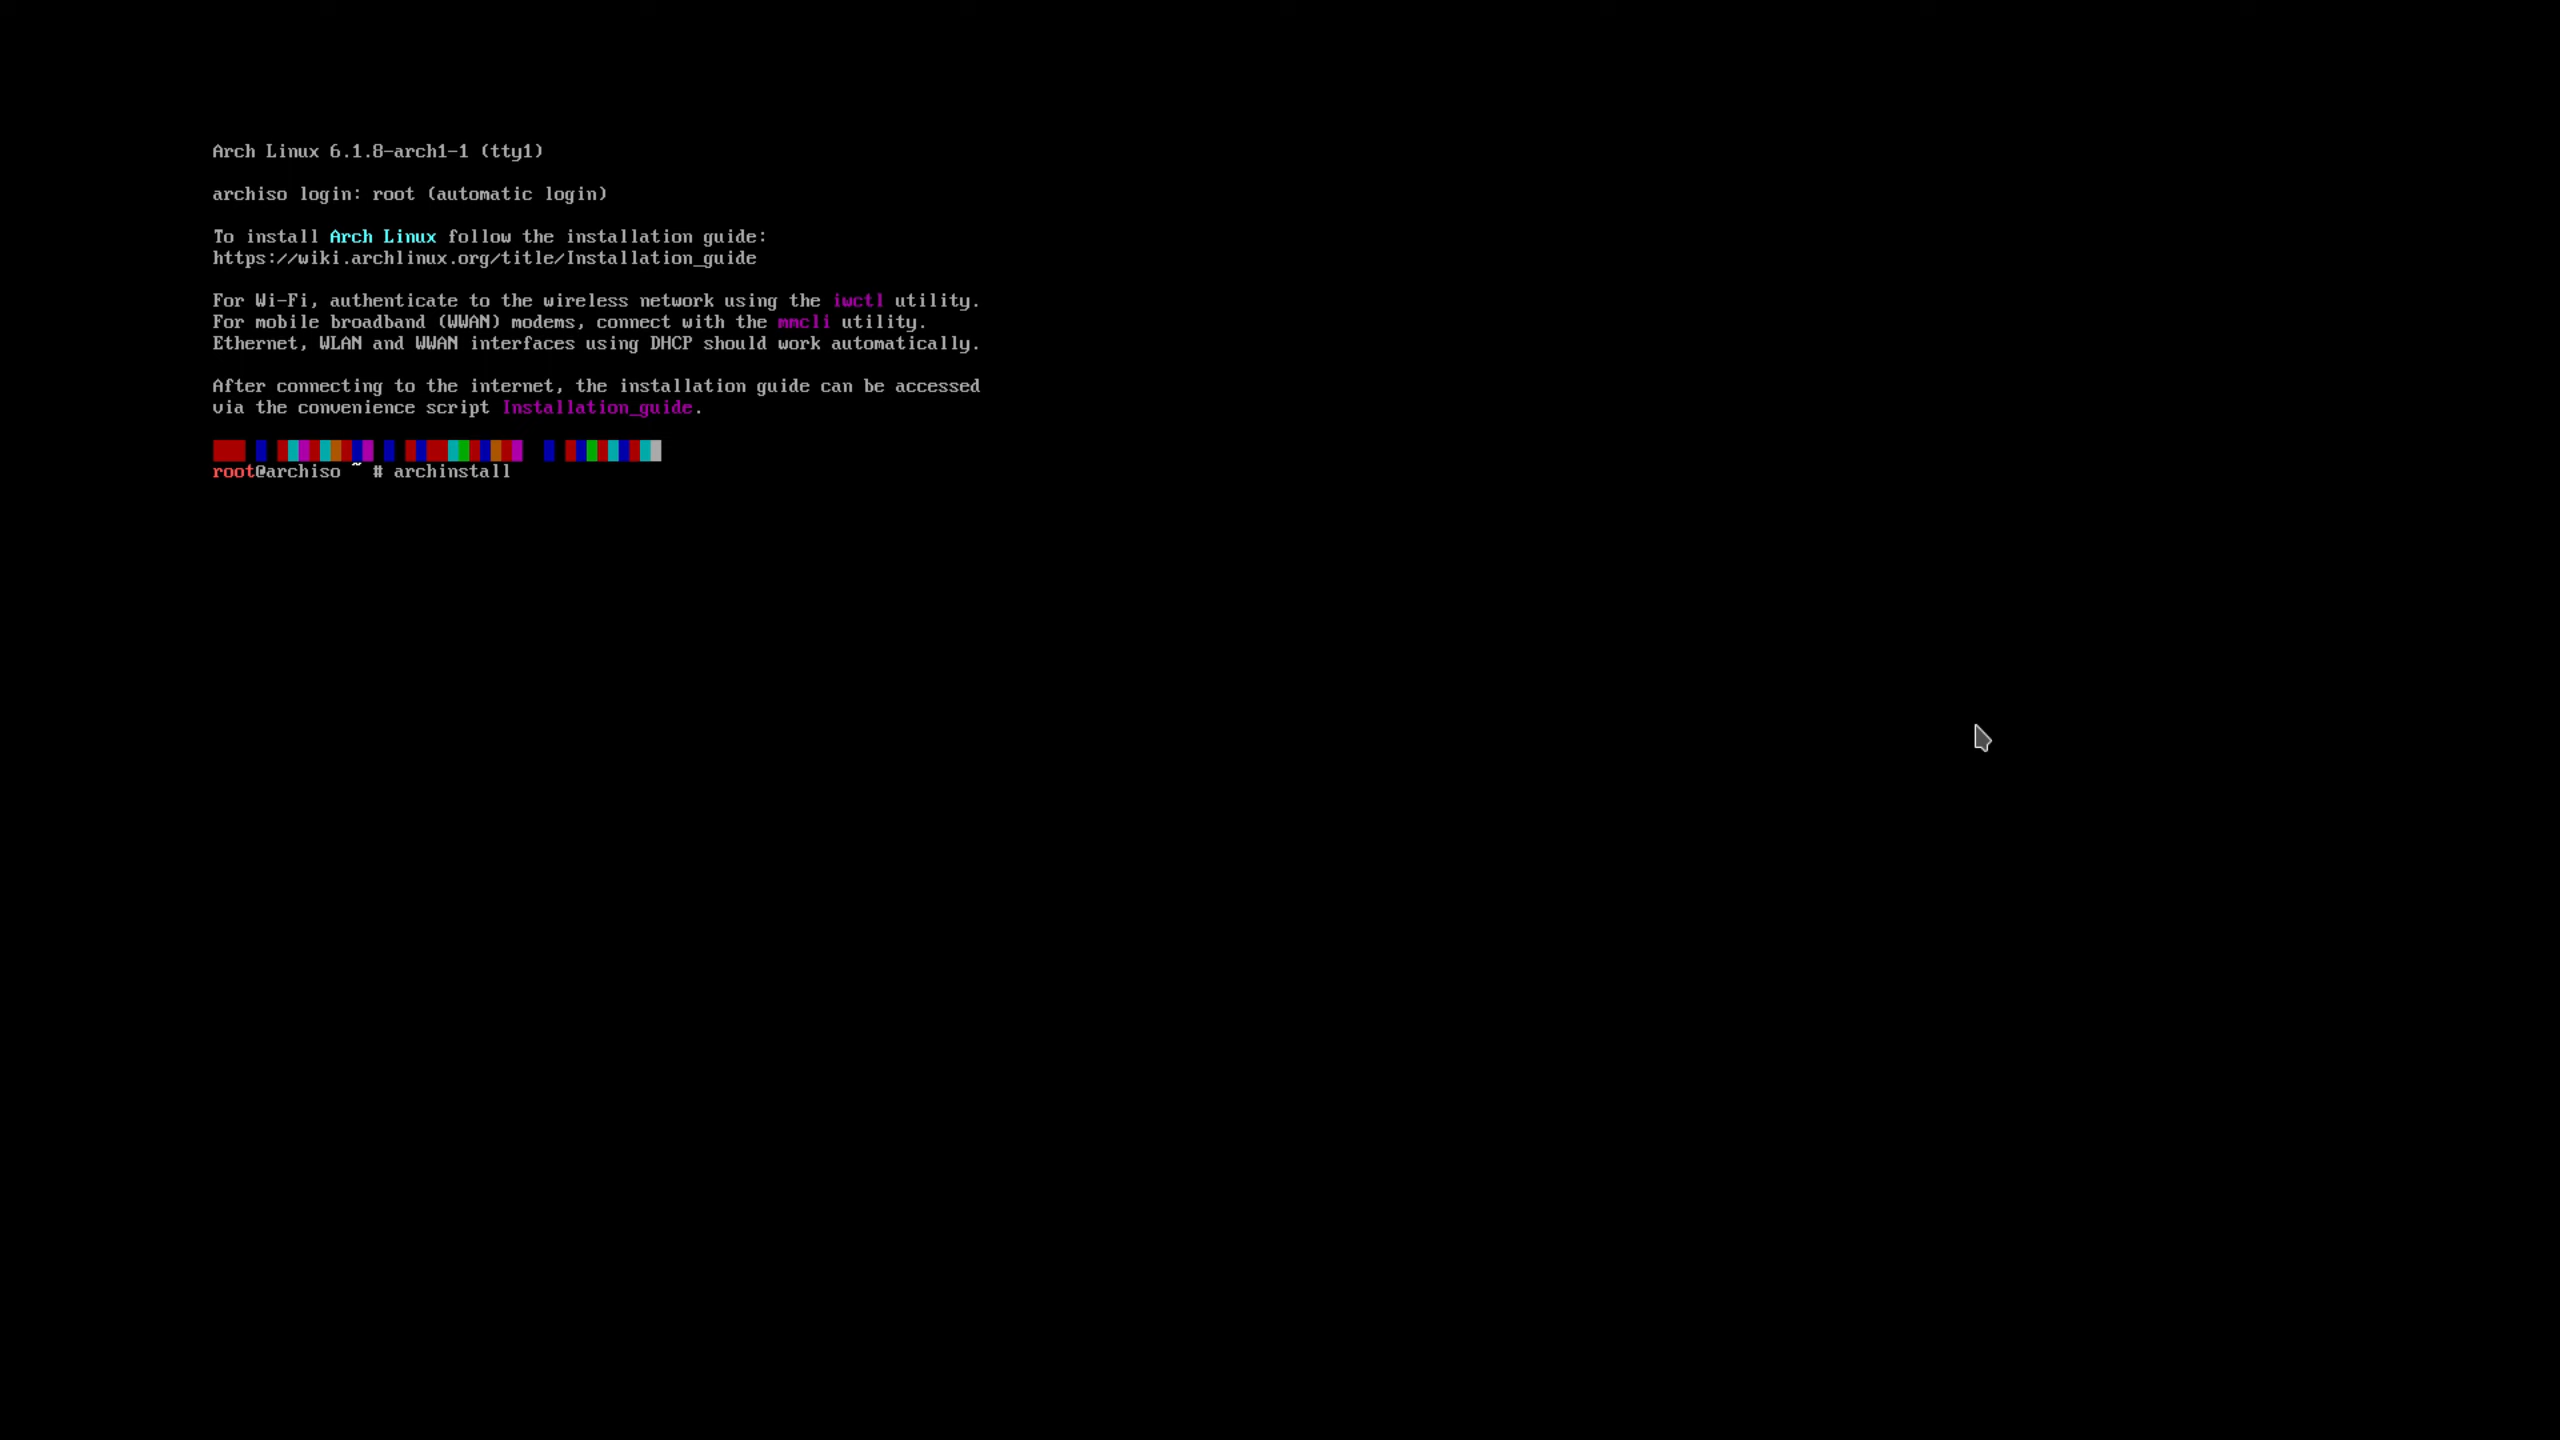 Arch Linux 6.1.8-arch1-1 (tty1)
archiso login: root (automatic login)
To install Arch Linux follow the installation guide:
https://wiki.archlinux.org/title/Installation_guide
For Wi-Fi, authenticate to the wireless network using the iwctl utility.
For mobile broadband (WWAN) modems, connect with the mmcli utility.
Ethernet, WLAN and WWAN interfaces using DHCP should work automatically.
After connecting to the internet, the installation guide can be accessed
via the convenience script Installation_guide.
root@archiso ~ # archinstall